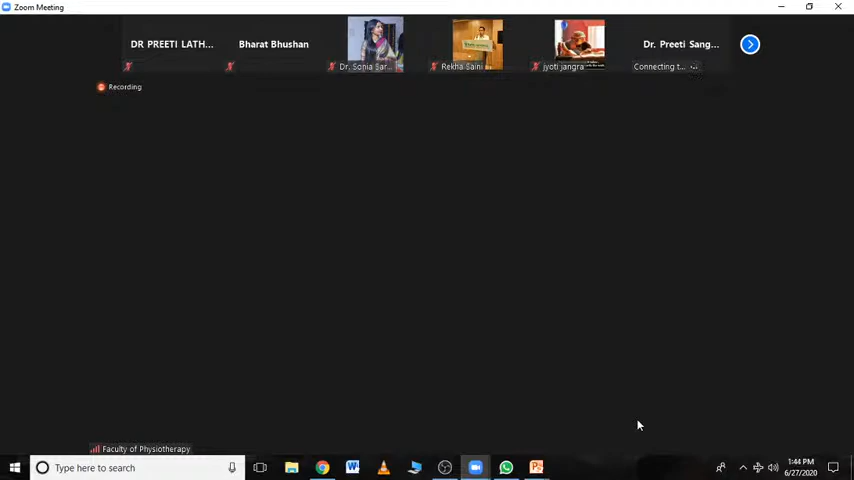 Zoom Meeting
DR PREETI LATH...
Bharat Bhushan
Dr. Preeti Sang...
Dr. Sonia Sar...
Rekha Saini
jyoti jangra
Connecting t...
Recording
Faculty of Physiotherapy
Type here to search
1:44 PM
6/27/2020